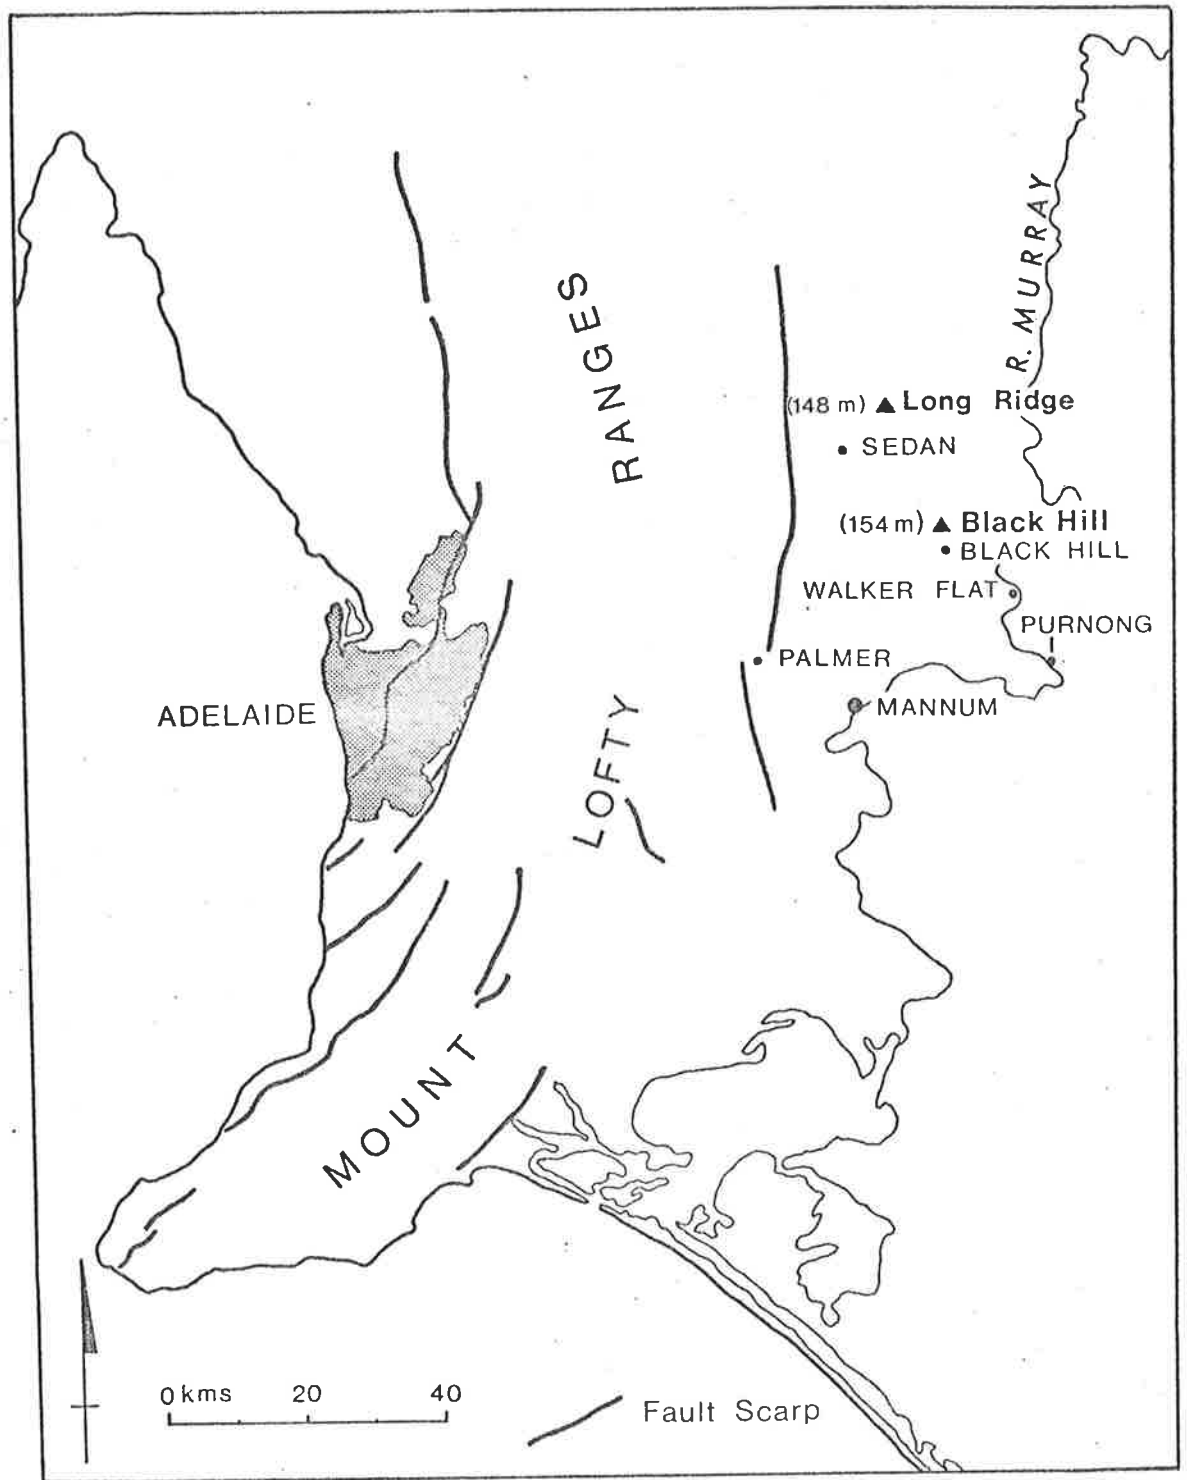 R. MURRAY
RANGES
(148 m) ▲ Long Ridge
• SEDAN
(154 m) ▲ Black Hill
• BLACK HILL
WALKER FLAT
PURNONG
PALMER
ADELAIDE
MANNUM
LOFTY
MOUNT
0 kms 20 40
Fault Scarp